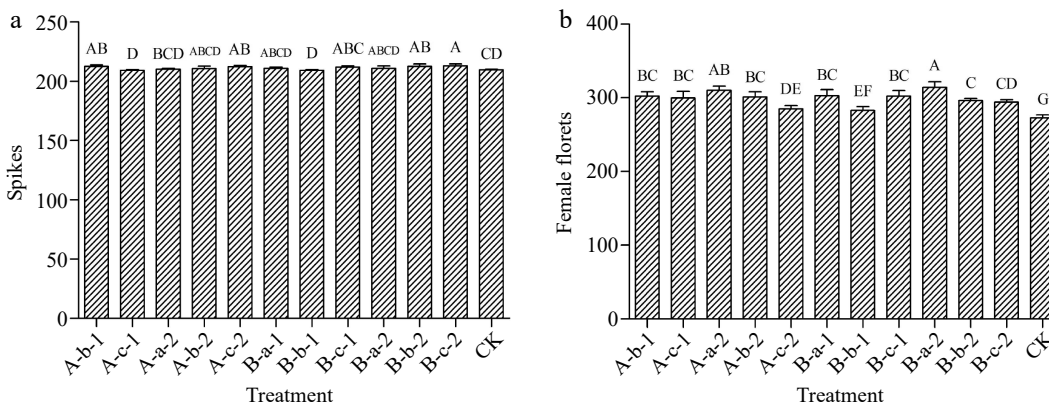 a
Spikes
250
200
150
100
50
0
AB D BCD ABCD AB ABCD D ABC ABCD AB A CD
A-b-1 A-c-1 A-a-2 A-b-2 A-c-2 B-a-1 B-b-1 B-c-1 B-a-2 B-b-2 B-c-2 CK
Treatment
b
Female florets
400
300
200
100
0
BC BC AB BC DE BC EF BC A C CD G
A-b-1 A-c-1 A-a-2 A-b-2 A-c-2 B-a-1 B-b-1 B-c-1 B-a-2 B-b-2 B-c-2 CK
Treatment